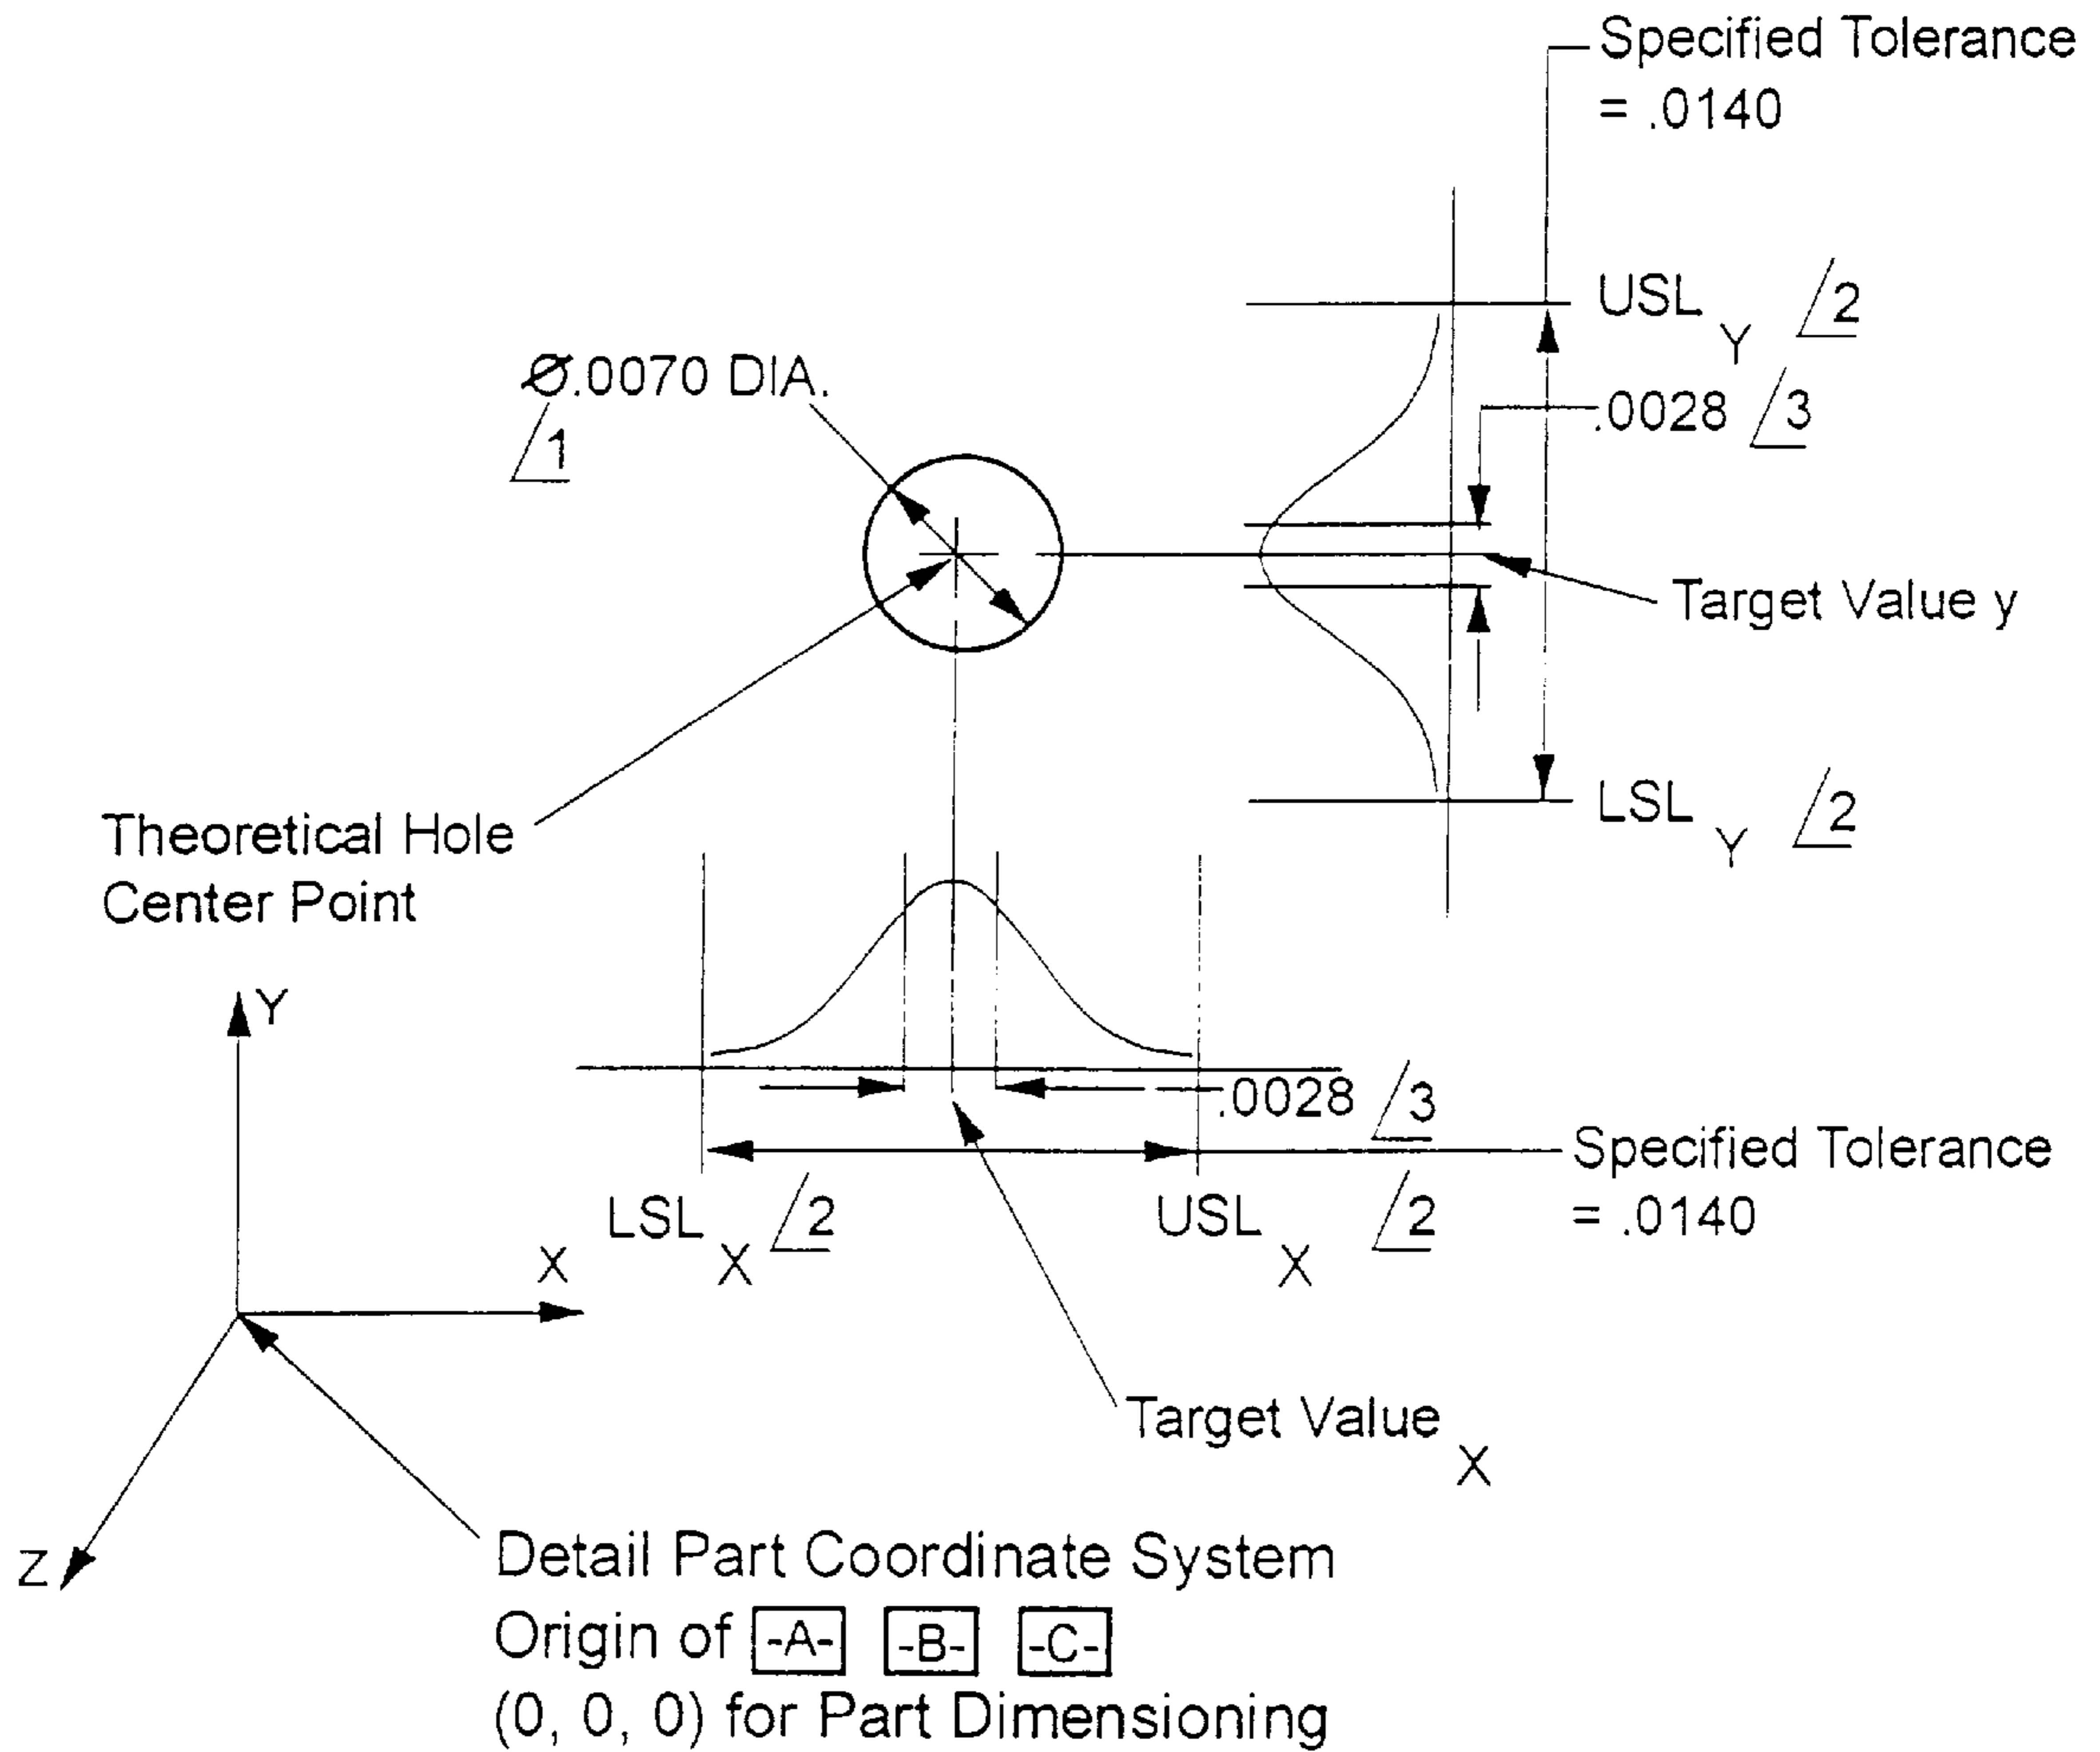 Specified Tolerance
= .0140
USL Y 2
Ø.0070 DIA.
1
.0028 3
Target Value y
LSL Y 2
Theoretical Hole
Center Point
Y
.0028 3
Specified Tolerance
= .0140
LSL X 2
USL X 2
X
Target Value X
Z
Detail Part Coordinate System
Origin of -A- -B- -C-
(0, 0, 0) for Part Dimensioning